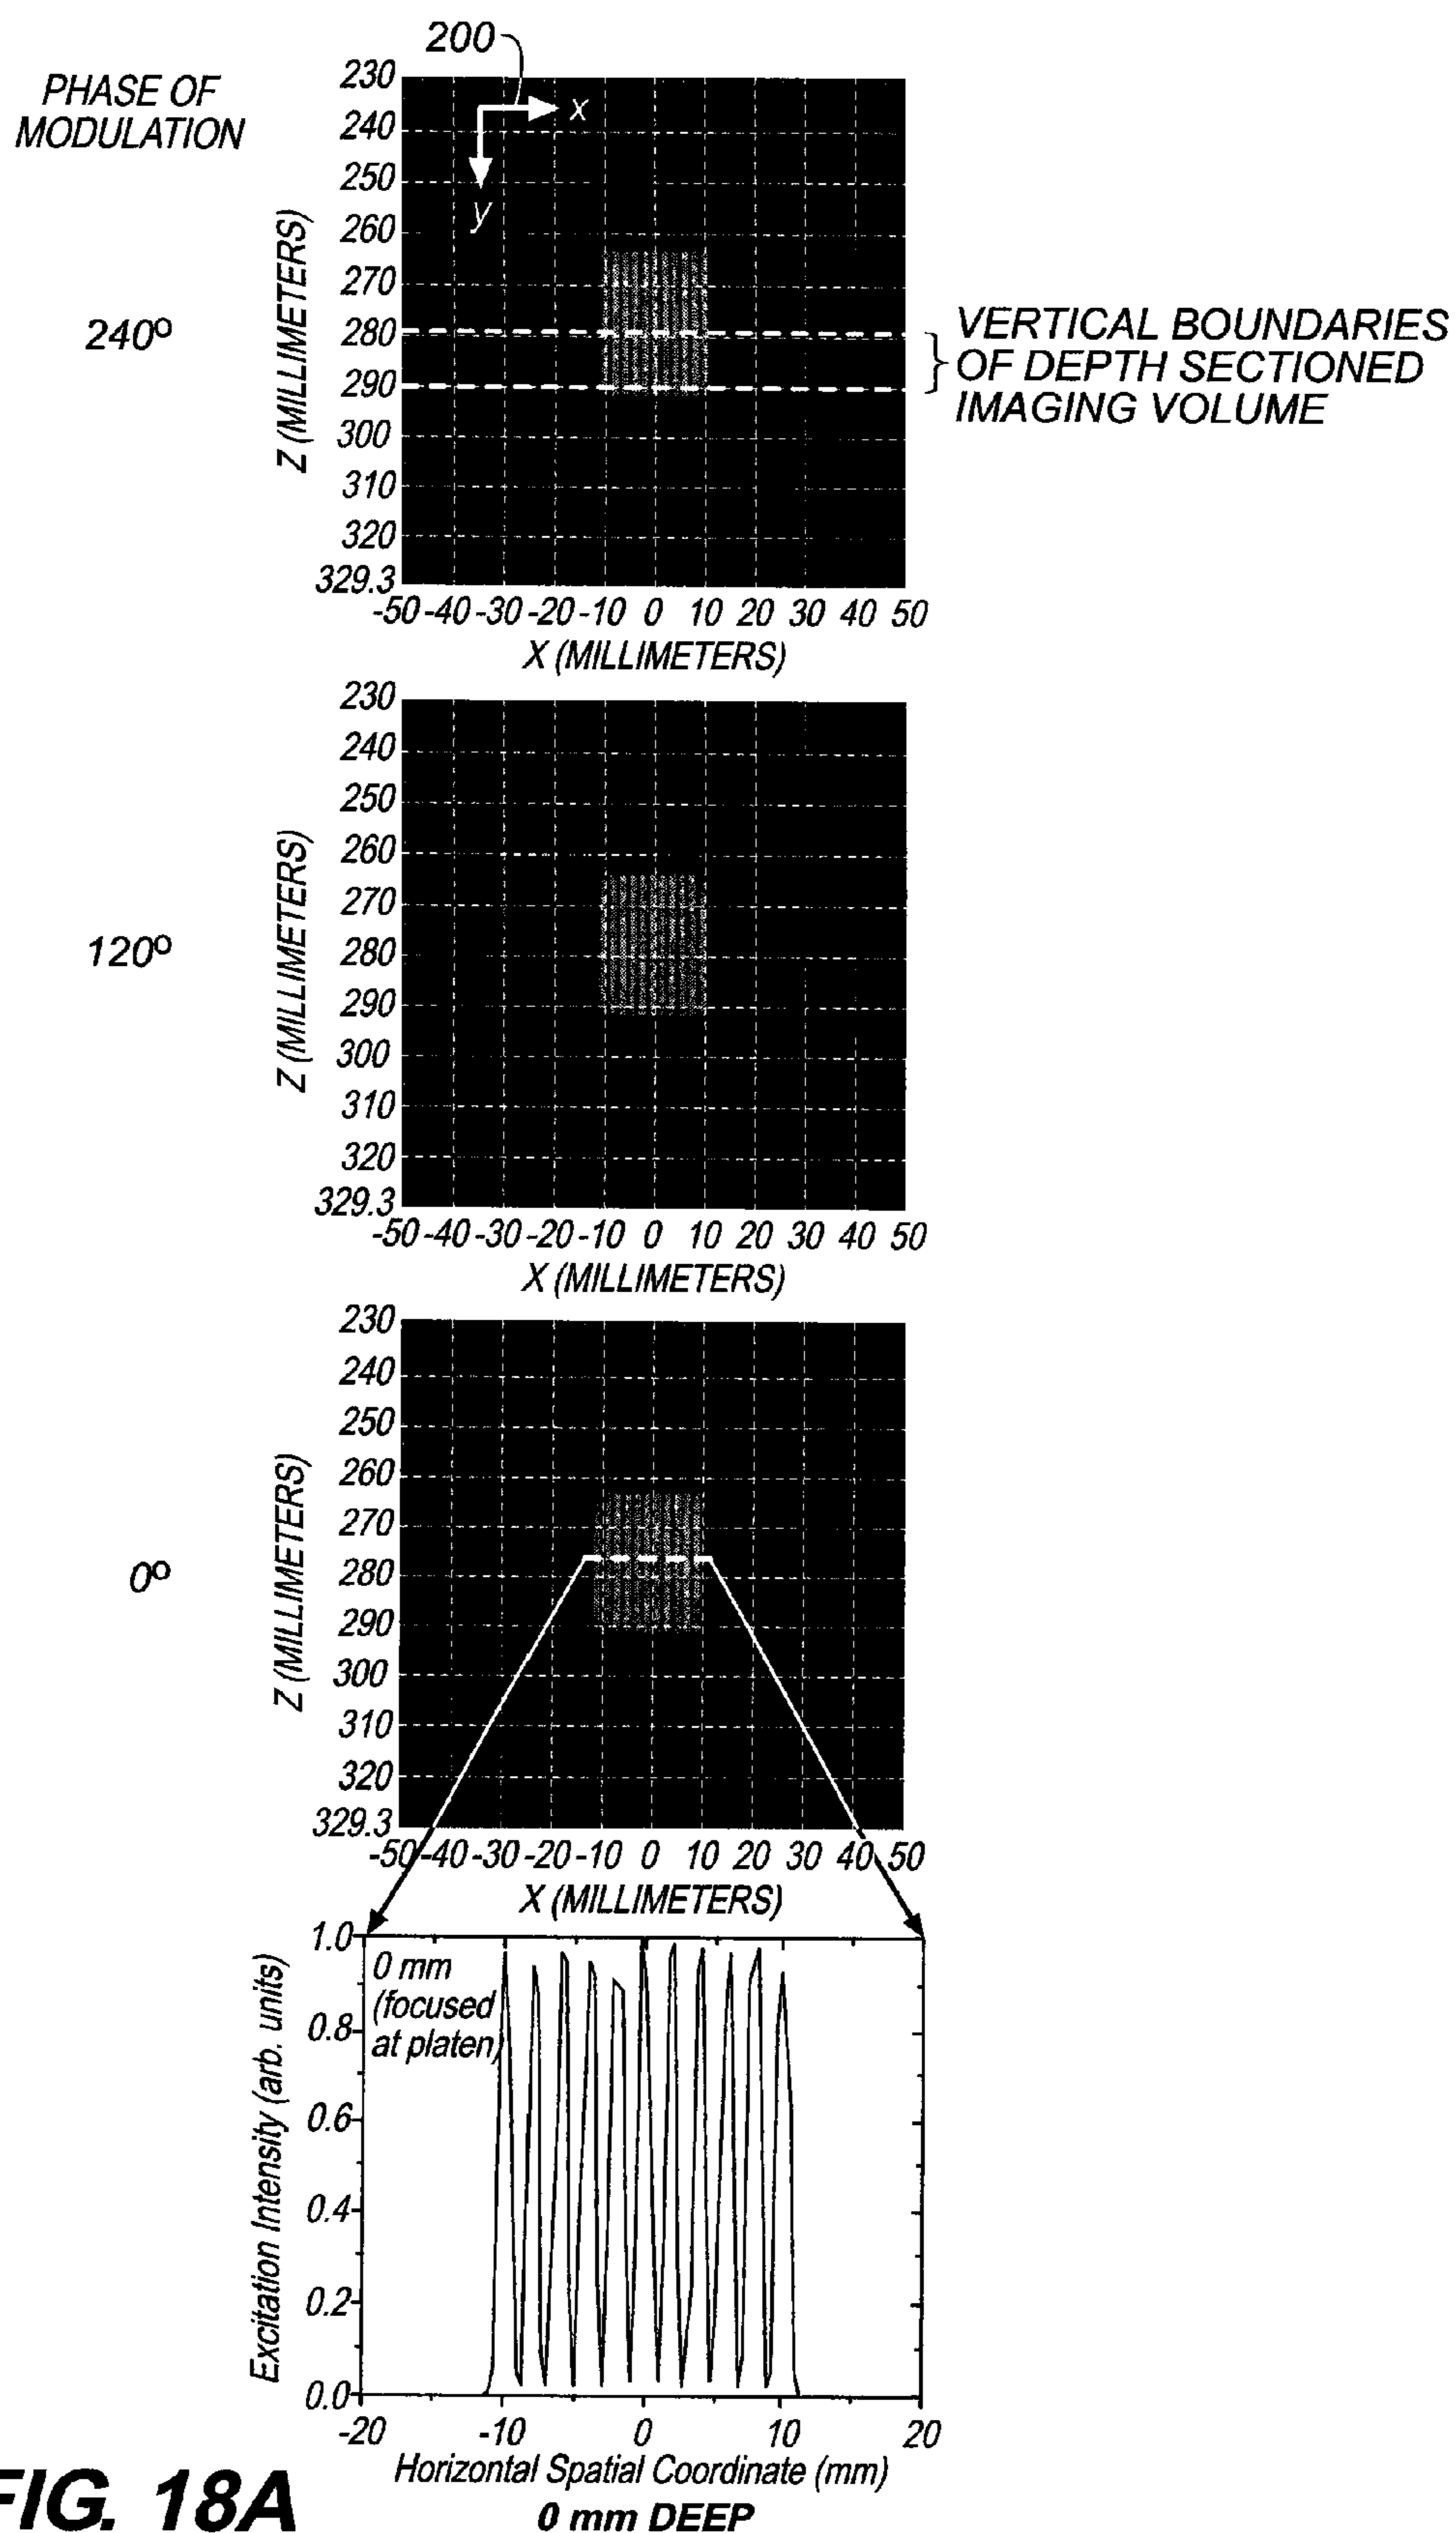 200
PHASE OF
MODULATION
230
240
250
260
270
280
290
300
310
320
329.3
Z (MILLIMETERS)
x
y
240º
VERTICAL BOUNDARIES
OF DEPTH SECTIONED
IMAGING VOLUME
-50 -40 -30 -20 -10 0 10 20 30 40 50
X (MILLIMETERS)
230
240
250
260
270
280
290
300
310
320
329.3
Z (MILLIMETERS)
120º
-50 -40 -30 -20 -10 0 10 20 30 40 50
X (MILLIMETERS)
230
240
250
260
270
280
290
300
310
320
329.3
Z (MILLIMETERS)
0º
-50 -40 -30 -20 -10 0 10 20 30 40 50
X (MILLIMETERS)
1.0
0.8
0.6
0.4
0.2
0.0
Excitation Intensity (arb. units)
0 mm
(focused
at platen)
-20 -10 0 10 20
Horizontal Spatial Coordinate (mm)
0 mm DEEP
FIG. 18A